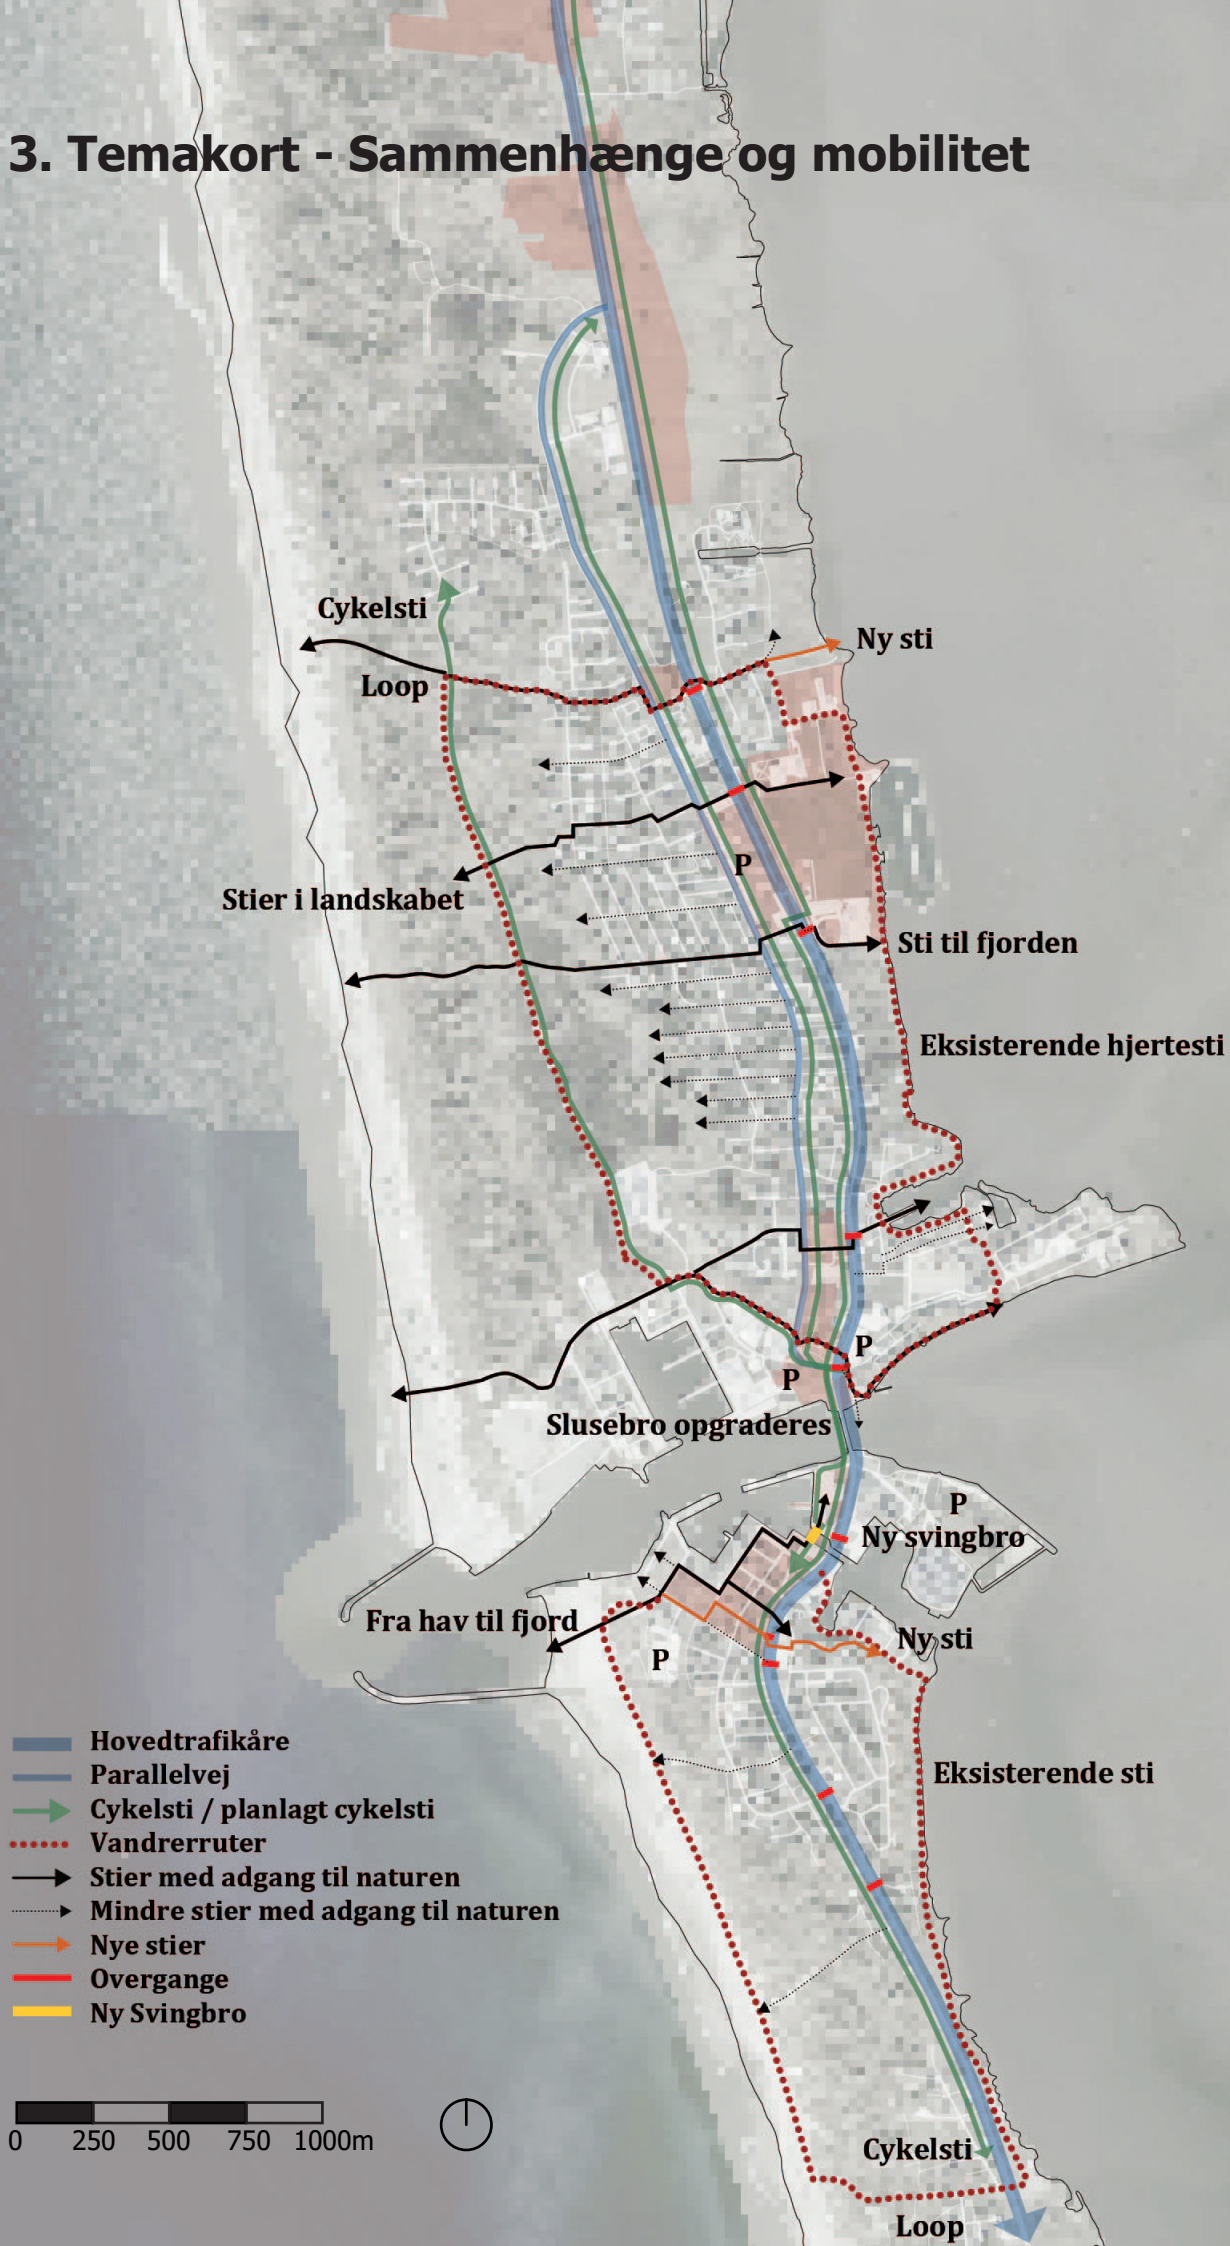 3. Temakort - Sammenhænge og mobilitet
Cykelsti
Ny sti
Loop
P
Stier i landskabet
Sti til fjorden
Eksisterende hjertesti
P
P
Slusebro opgraderes
P
Ny svingbro
Fra hav til fjord
Ny sti
P
Eksisterende sti
Hovedtrafikåre
Parallelvej
Cykelsti / planlagt cykelsti
Vandrerruter
Stier med adgang til naturen
Mindre stier med adgang til naturen
Nye stier
Overgange
Ny Svingbro
0 250 500 750 1000m
Cykelsti
Loop